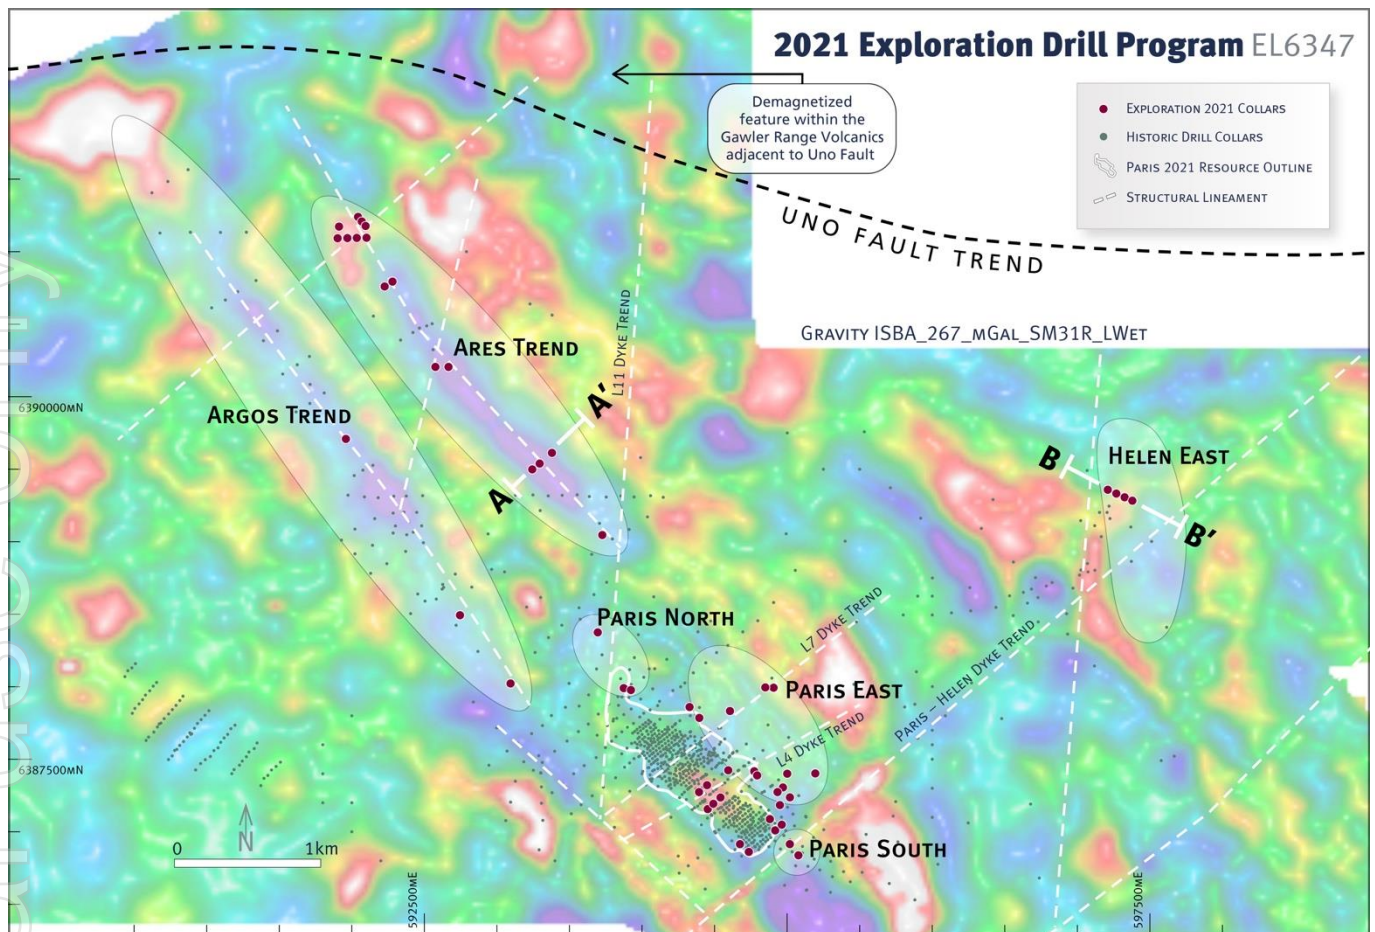 2021 Exploration Drill Program EL6347
Demagnetized
feature within the
Gawler Range Volcanics
adjacent to Uno Fault
Exploration 2021 Collars
Historic Drill Collars
Paris 2021 Resource Outline
Structural Lineament
UNO FAULT TREND
Gravity ISBA_267_mGal_SM31R_LWet
L11 Dyke Trend
Ares Trend
A'
6390000mN
Argos Trend
A
B
Helen East
B'
Paris North
L7 Dyke Trend
Paris – Helen Dyke Trend
Paris East
L4 Dyke Trend
6387500mN
N
0 1km
Paris South
592500mE
597500mE